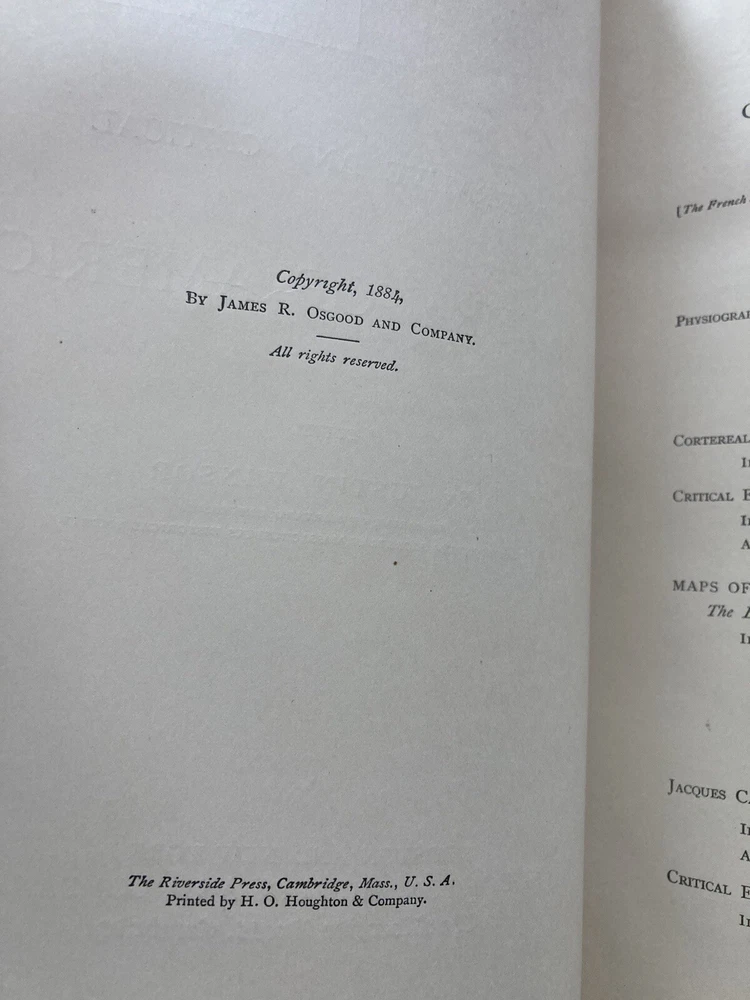 Copyright, 1884,
By James R. Osgood and Company.
All rights reserved.
The Riverside Press, Cambridge, Mass., U. S. A.
Printed by H. O. Houghton & Company.
[The French
Cortereal
Critical
MAPS OF
The
Jacques
Critical